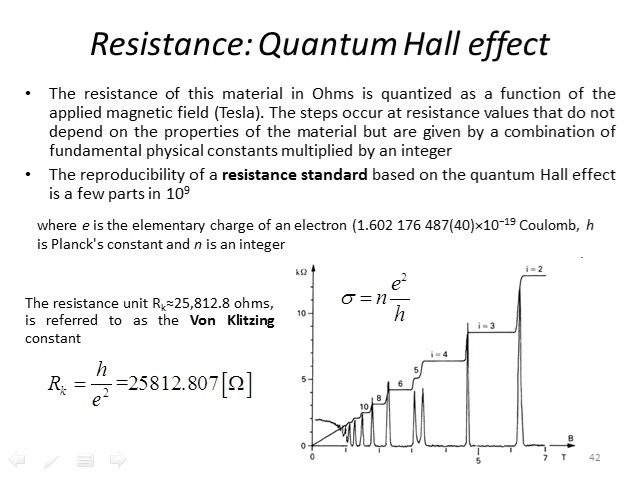 Resistance: Quantum Hall effect
• The resistance of this material in Ohms is quantized as a function of the
applied magnetic field (Tesla). The steps occur at resistance values that do not
depend on the properties of the material but are given by a combination of
fundamental physical constants multiplied by an integer
• The reproducibility of a resistance standard based on the quantum Hall effect
is a few parts in 10⁹
where e is the elementary charge of an electron (1.602 176 487(40)×10⁻¹⁹ Coulomb, h
is Planck's constant and n is an integer
The resistance unit Rₖ≈25,812.8 ohms,
is referred to as the Von Klitzing
constant
Rₖ = h/e² =25812.807[Ω]
kΩ
σ = n e²/h
i = 2
10
i = 3
i = 4
5
5
6
8
10
0
0
5
7
T
B
42